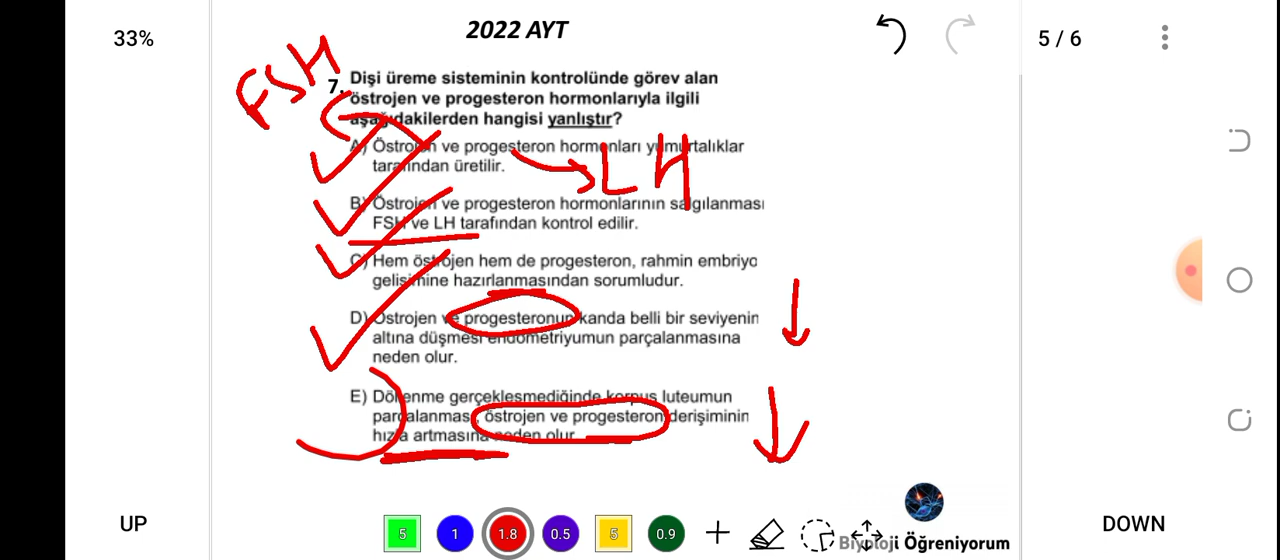 2022 AYT
33%
5 / 6
FSH
7. Dişi üreme sisteminin kontrolünde görev alan
östrojen ve progesteron hormonlarıyla ilgili
aşağıdakilerden hangisi yanlıştır?
A) Östrojen ve progesteron hormonları yumurtalıklar
tarafından üretilir.
LH
B) Östrojen ve progesteron hormonlarının salgılanması
FSH ve LH tarafından kontrol edilir.
C) Hem östrojen hem de progesteron, rahmin embriyo
gelişimine hazırlanmasından sorumludur.
D) Östrojen ve progesteronun kanda belli bir seviyenin
altına düşmesi endometriyumun parçalanmasına
neden olur.
E) Döllenme gerçekleşmediğinde korpus luteumun
parçalanması, östrojen ve progesteron derişiminin
hızla artmasına neden olur.
UP
5 1 1.8 0.5 5 0.9
DOWN
Biyoloji Öğreniyorum